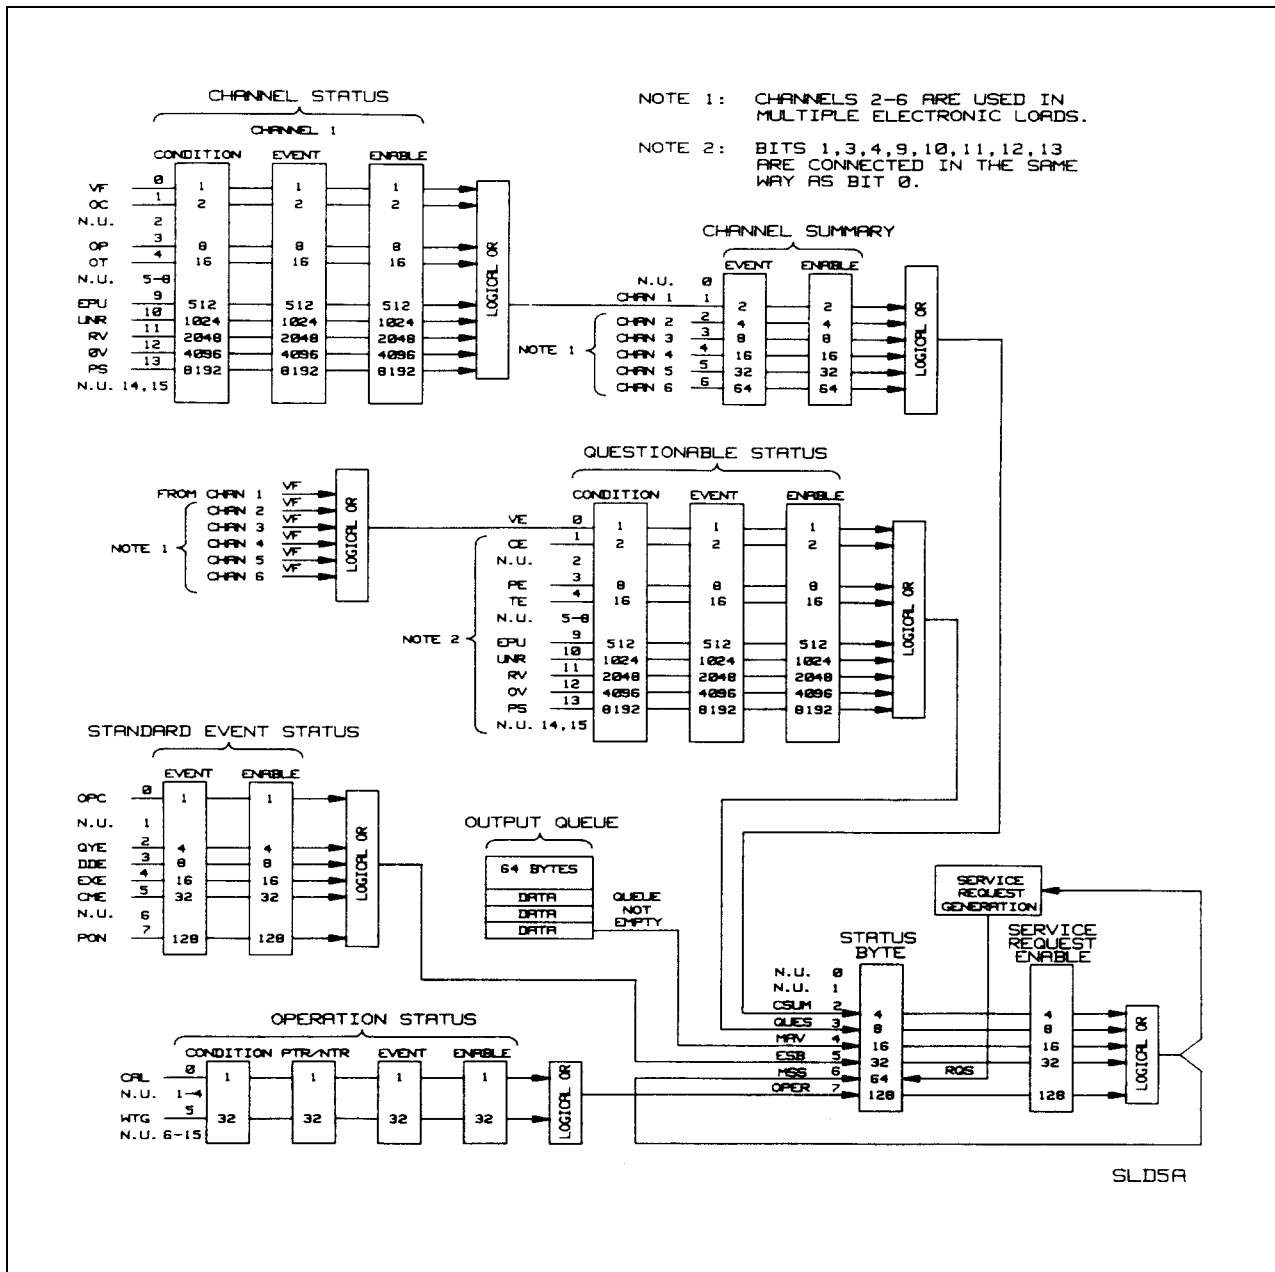 CHANNEL STATUS
CHANNEL 1
CONDITION EVENT ENABLE
VF 0 1 1 1
OC 1 2 2 2
N.U. 2
OP 3 8 8 8
OT 4 16 16 16
N.U. 5-8
EPU 9 512 512 512
UNR 10 1024 1024 1024
RV 11 2048 2048 2048
0V 12 4096 4096 4096
PS 13 8192 8192 8192
N.U. 14,15
LOGICAL OR
NOTE 1: CHANNELS 2-6 ARE USED IN
MULTIPLE ELECTRONIC LOADS.
NOTE 2: BITS 1,3,4,9,10,11,12,13
ARE CONNECTED IN THE SAME
WAY AS BIT 0.
CHANNEL SUMMARY
EVENT ENABLE
N.U. 0
CHAN 1 1 2 2
CHAN 2 2 4 4
CHAN 3 3 8 8
NOTE 1
CHAN 4 4 16 16
CHAN 5 5 32 32
CHAN 6 6 64 64
LOGICAL OR
FROM CHAN 1 VF
CHAN 2 VF
CHAN 3 VF
NOTE 1
CHAN 4 VF
CHAN 5 VF
CHAN 6 VF
LOGICAL OR
QUESTIONABLE STATUS
CONDITION EVENT ENABLE
VE 0 1 1 1
CE 1 2 2 2
N.U. 2
PE 3 8 8 8
TE 4 16 16 16
N.U. 5-8
NOTE 2
EPU 9 512 512 512
UNR 10 1024 1024 1024
RV 11 2048 2048 2048
OV 12 4096 4096 4096
PS 13 8192 8192 8192
N.U. 14,15
LOGICAL OR
STANDARD EVENT STATUS
EVENT ENABLE
OPC 0 1 1
N.U. 1
QYE 2 4 4
DDE 3 8 8
EXE 4 16 16
CME 5 32 32
N.U. 6
PON 7 128 128
LOGICAL OR
OUTPUT QUEUE
64 BYTES
DATA
DATA
DATA
QUEUE
NOT
EMPTY
SERVICE
REQUEST
GENERATION
STATUS
BYTE
SERVICE
REQUEST
ENABLE
N.U. 0
N.U. 1
CSUM 2 4 4
QUES 3 8 8
MAV 4 16 16
ESB 5 32 32
MSS 6 64 RQS
OPER 7 128 128
LOGICAL OR
OPERATION STATUS
CONDITION PTR/NTR EVENT ENABLE
CAL 0 1 1 1 1
N.U. 1-4
WTG 5 32 32 32 32
N.U. 6-15
LOGICAL OR
SLD5A